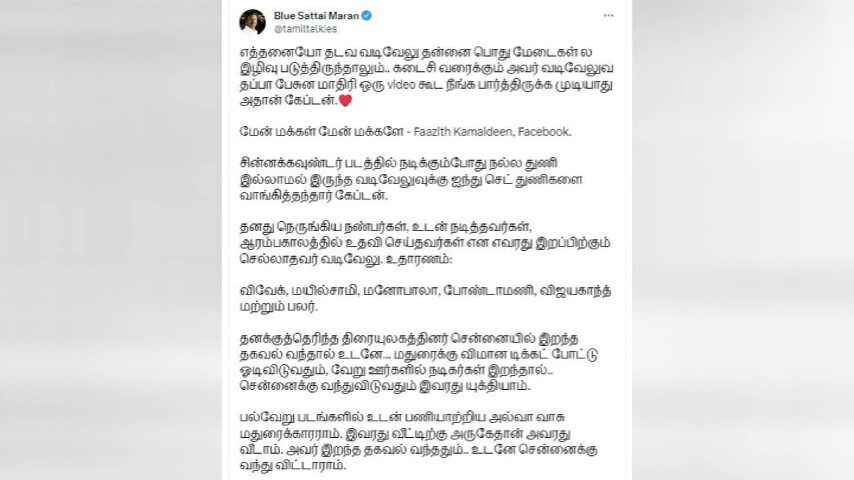 Blue Sattai Maran
@tamiltalkies
எத்தனையோ தடவ வடிவேலு தன்னை பொது மேடைகள் ல
இழிவு படுத்திருந்தாலும்.. கடைசி வரைக்கும் அவர் வடிவேலுவ
தப்பா பேசுன மாதிரி ஒரு video கூட நீங்க பார்த்திருக்க முடியாது
அதான் கேப்டன்.❤️
மேன் மக்கள் மேன் மக்களே - Faazith Kamaldeen, Facebook.
சின்னக்கவுண்டர் படத்தில் நடிக்கும்போது நல்ல துணி
இல்லாமல் இருந்த வடிவேலுவுக்கு ஐந்து செட் துணிகளை
வாங்கித்தந்தார் கேப்டன்.
தனது நெருங்கிய நண்பர்கள், உடன் நடித்தவர்கள்,
ஆரம்பகாலத்தில் உதவி செய்தவர்கள் என எவரது இறப்பிற்கும்
செல்லாதவர் வடிவேலு. உதாரணம்:
விவேக், மயில்சாமி, மனோபாலா, போண்டாமணி, விஜயகாந்த்
மற்றும் பலர்.
தனக்குத்தெரிந்த திரையுலகத்தினர் சென்னையில் இறந்த
தகவல் வந்தால் உடனே... மதுரைக்கு விமான டிக்கட் போட்டு
ஓடிவிடுவதும், வேறு ஊர்களில் நடிகர்கள் இறந்தால்..
சென்னைக்கு வந்துவிடுவதும் இவரது யுக்தியாம்.
பல்வேறு படங்களில் உடன் பணியாற்றிய அல்வா வாசு
மதுரைக்காரராம். இவரது வீட்டிற்கு அருகேதான் அவரது
வீடாம். அவர் இறந்த தகவல் வந்ததும்.. உடனே சென்னைக்கு
வந்து விட்டாராம்.